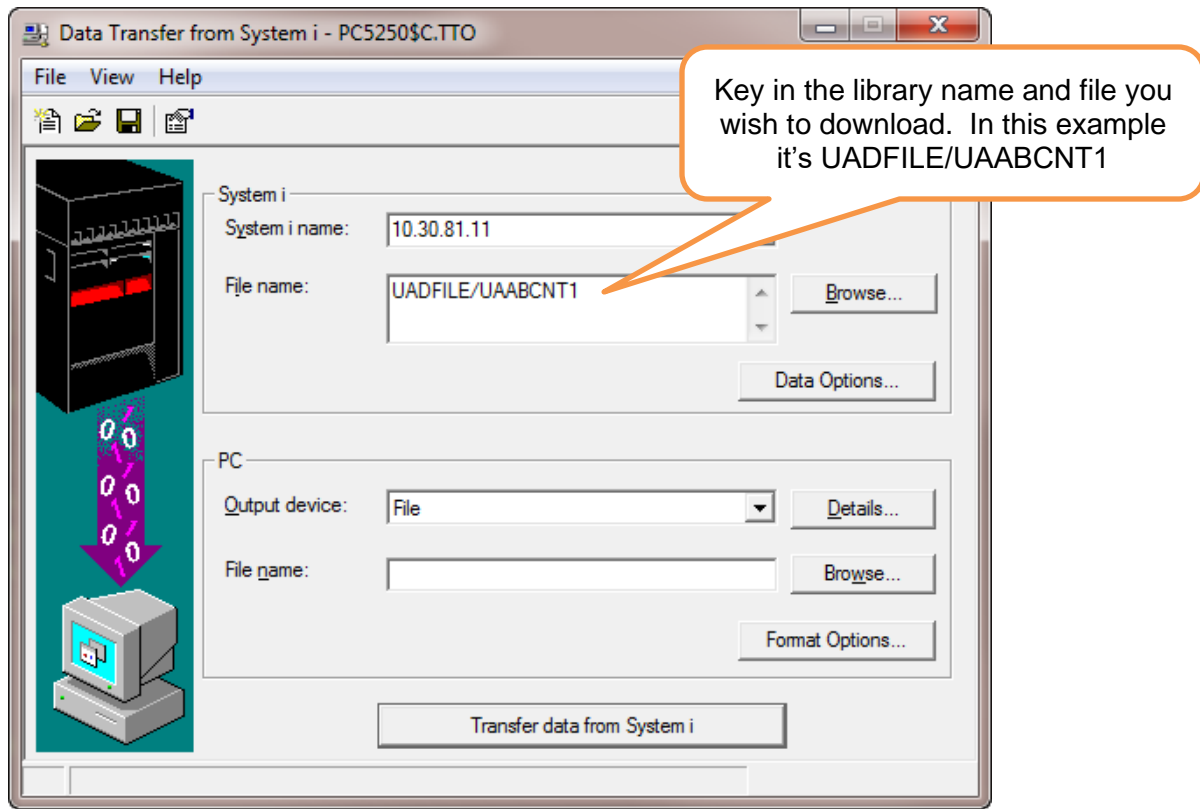 Data Transfer from System i - PC5250$C.TTO
File View Help
Key in the library name and file you
wish to download. In this example
it's UADFILE/UAABCNT1
System i
System i name: 10.30.81.11
File name: UADFILE/UAABCNT1 Browse...
Data Options...
PC
Output device: File Details...
File name: Browse...
Format Options...
Transfer data from System i